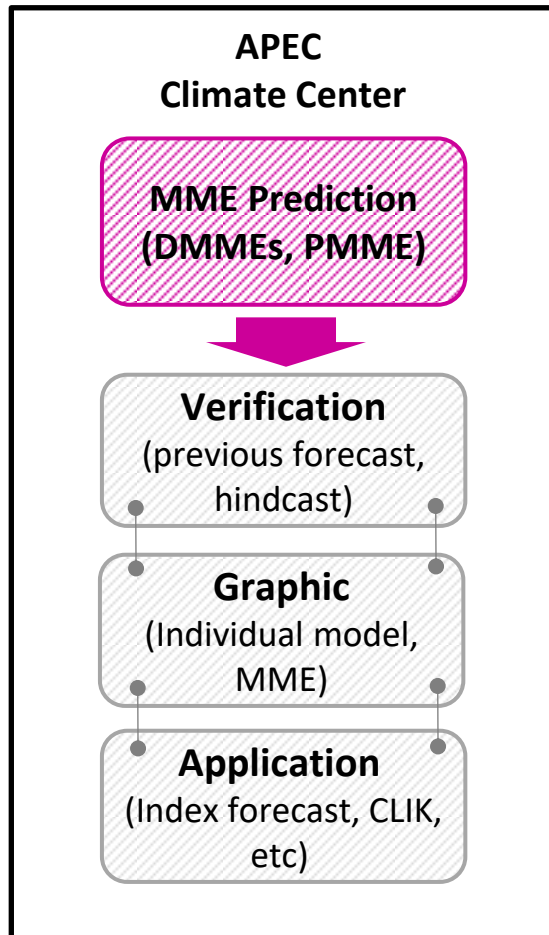 APEC
Climate Center
MME Prediction
(DMMEs, PMME)
Verification
(previous forecast,
hindcast)
Graphic
(Individual model,
MME)
Application
(Index forecast, CLIK,
etc)